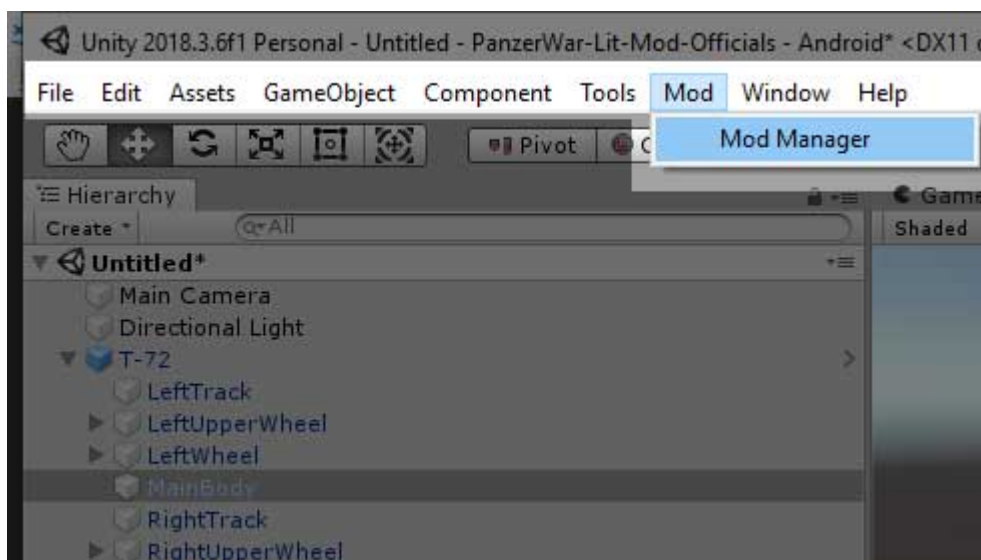 Unity 2018.3.6f1 Personal - Untitled - PanzerWar-Lit-Mod-Officials - Android* <DX11
File Edit Assets GameObject Component Tools Mod Window Help
Pivot Mod Manager
Hierarchy Game
Create All Shaded
Untitled*
Main Camera
Directional Light
T-72
LeftTrack
LeftUpperWheel
LeftWheel
MainBody
RightTrack
RightUpperWheel